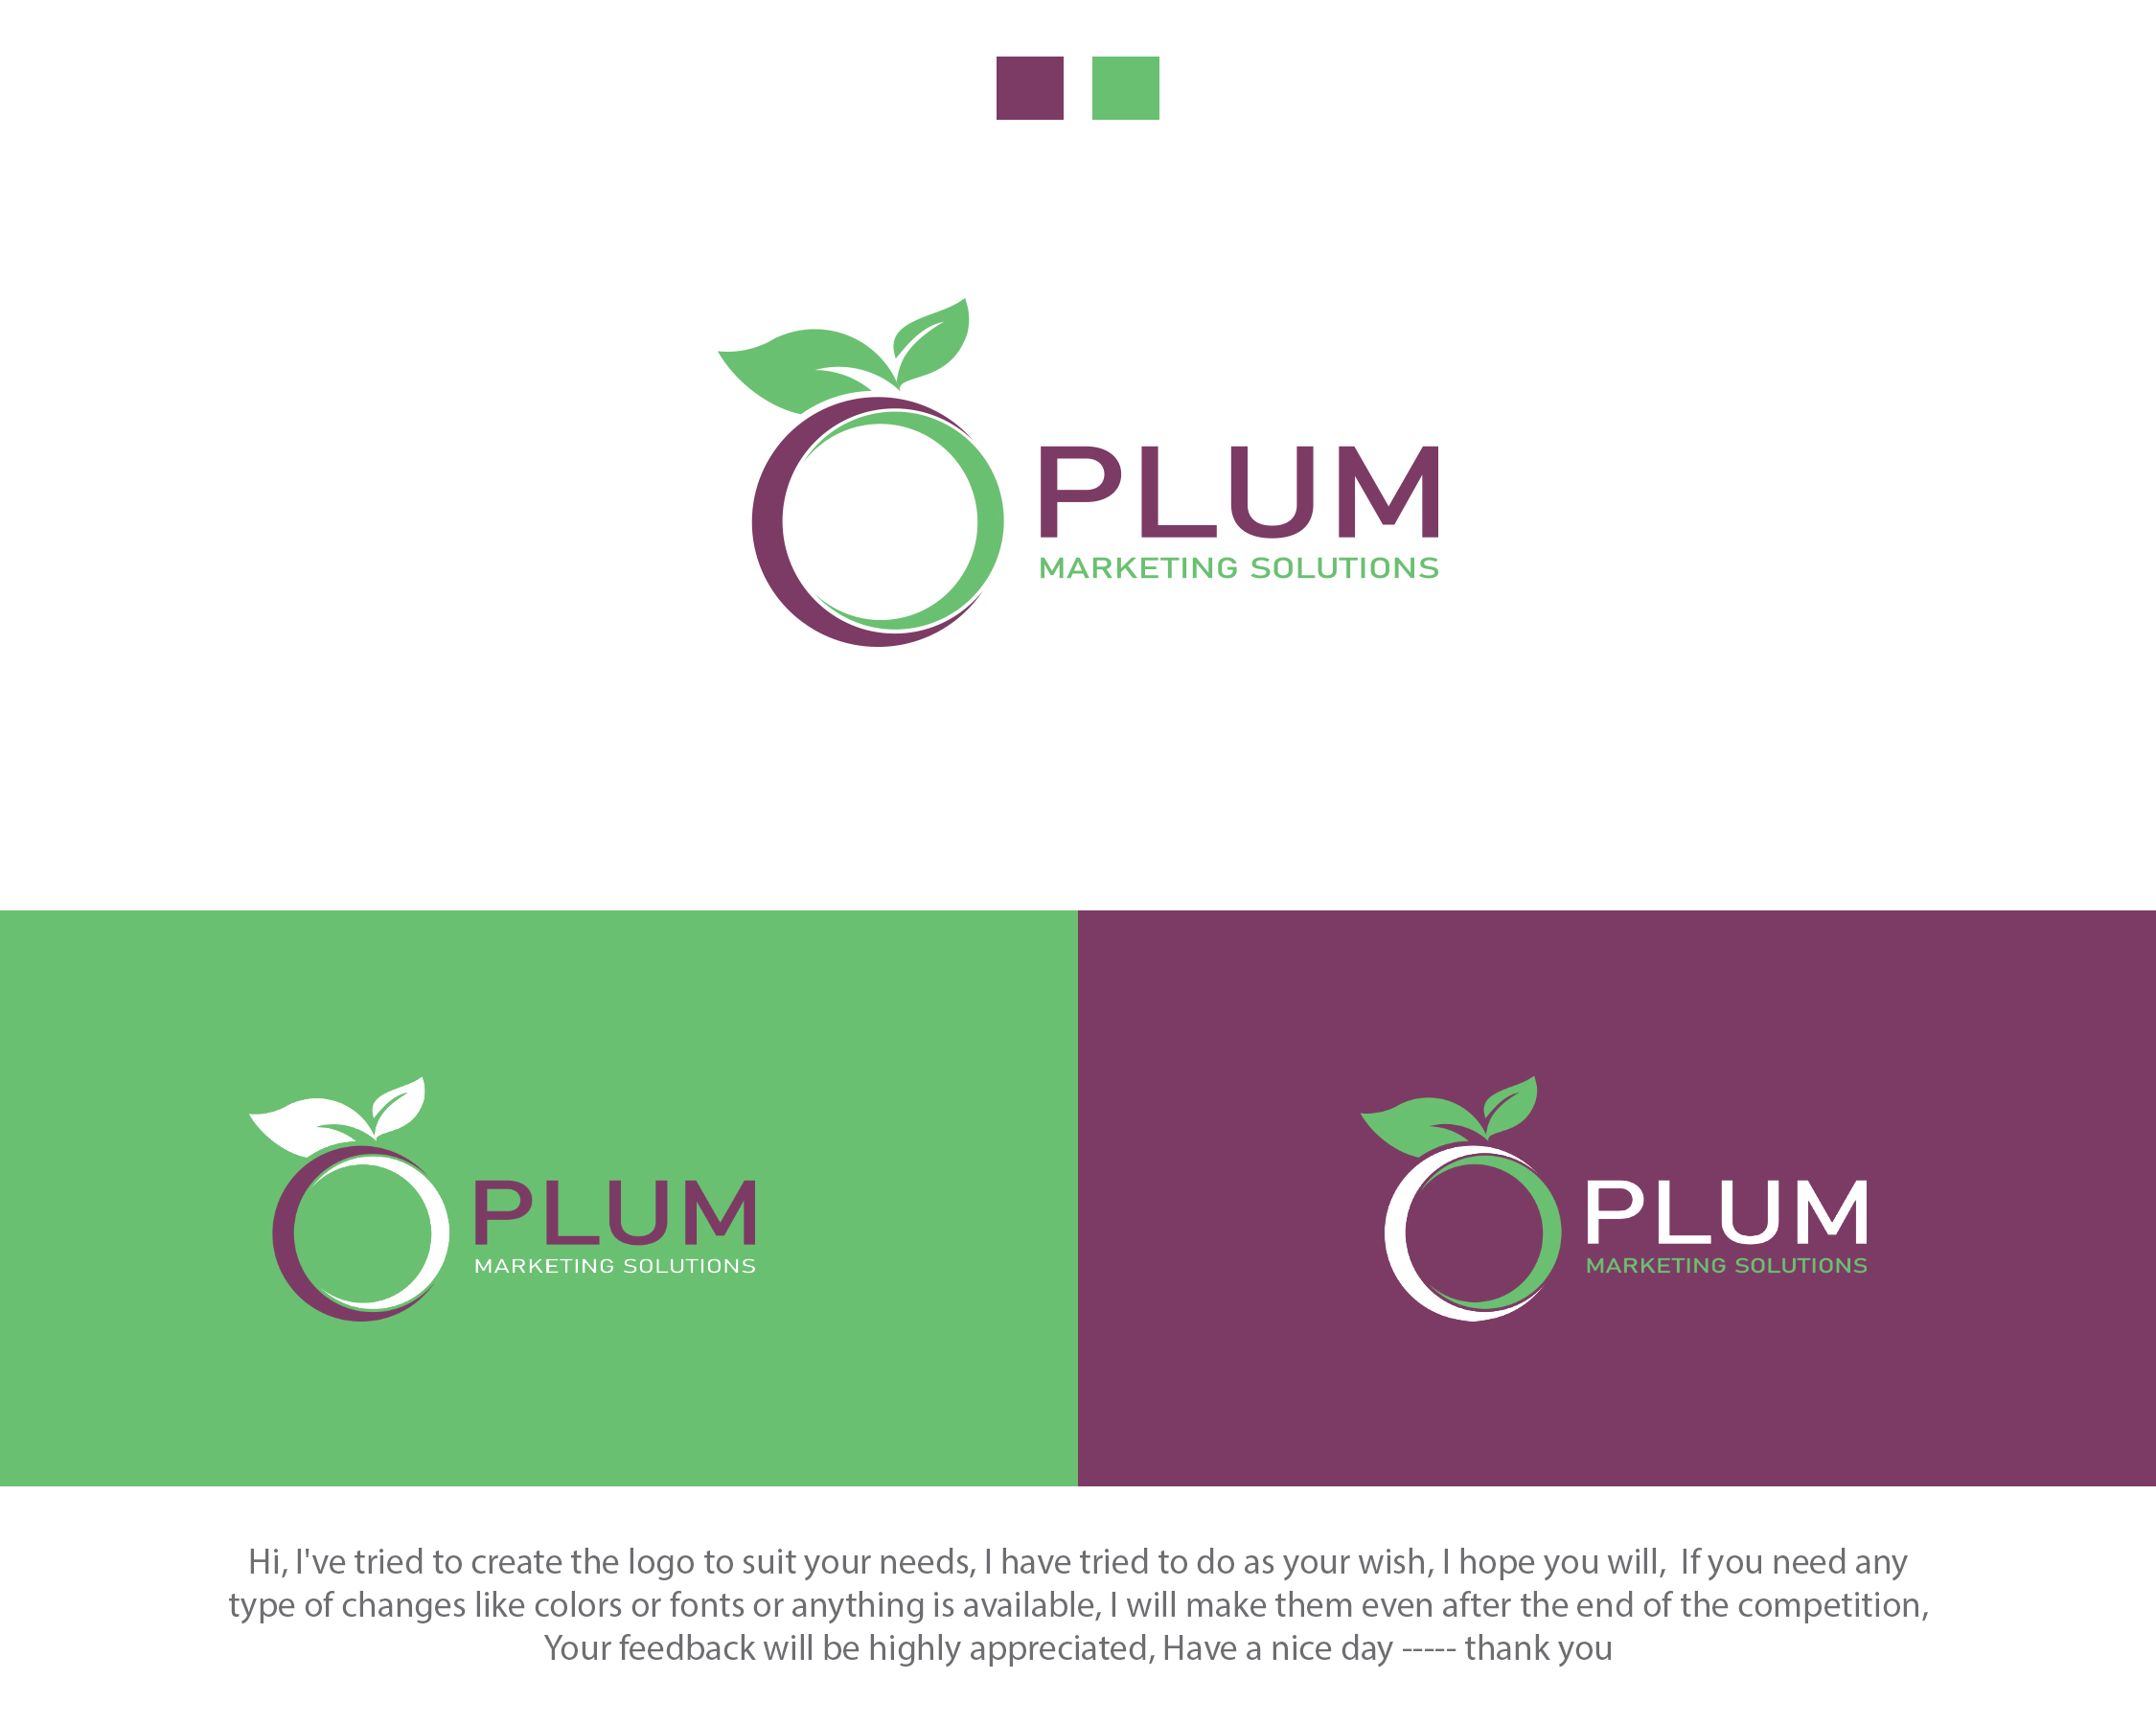 PLUM
MARKETING SOLUTIONS
PLUM
MARKETING SOLUTIONS
PLUM
MARKETING SOLUTIONS
Hi, I've tried to create the logo to suit your needs, I have tried to do as your wish, I hope you will,  If you need any
type of changes like colors or fonts or anything is available, I will make them even after the end of the competition,
Your feedback will be highly appreciated, Have a nice day ----- thank you